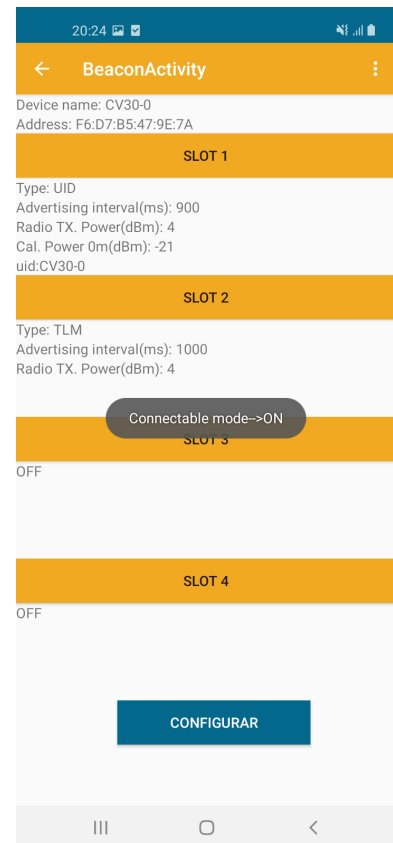 20:24
BeaconActivity
Device name: CV30-0
Address: F6:D7:B5:47:9E:7A
SLOT 1
Type: UID
Advertising interval(ms): 900
Radio TX. Power(dBm): 4
Cal. Power 0m(dBm): -21
uid:CV30-0
SLOT 2
Type: TLM
Advertising interval(ms): 1000
Radio TX. Power(dBm): 4
Connectable mode-->ON
SLOT 3
OFF
SLOT 4
OFF
CONFIGURAR